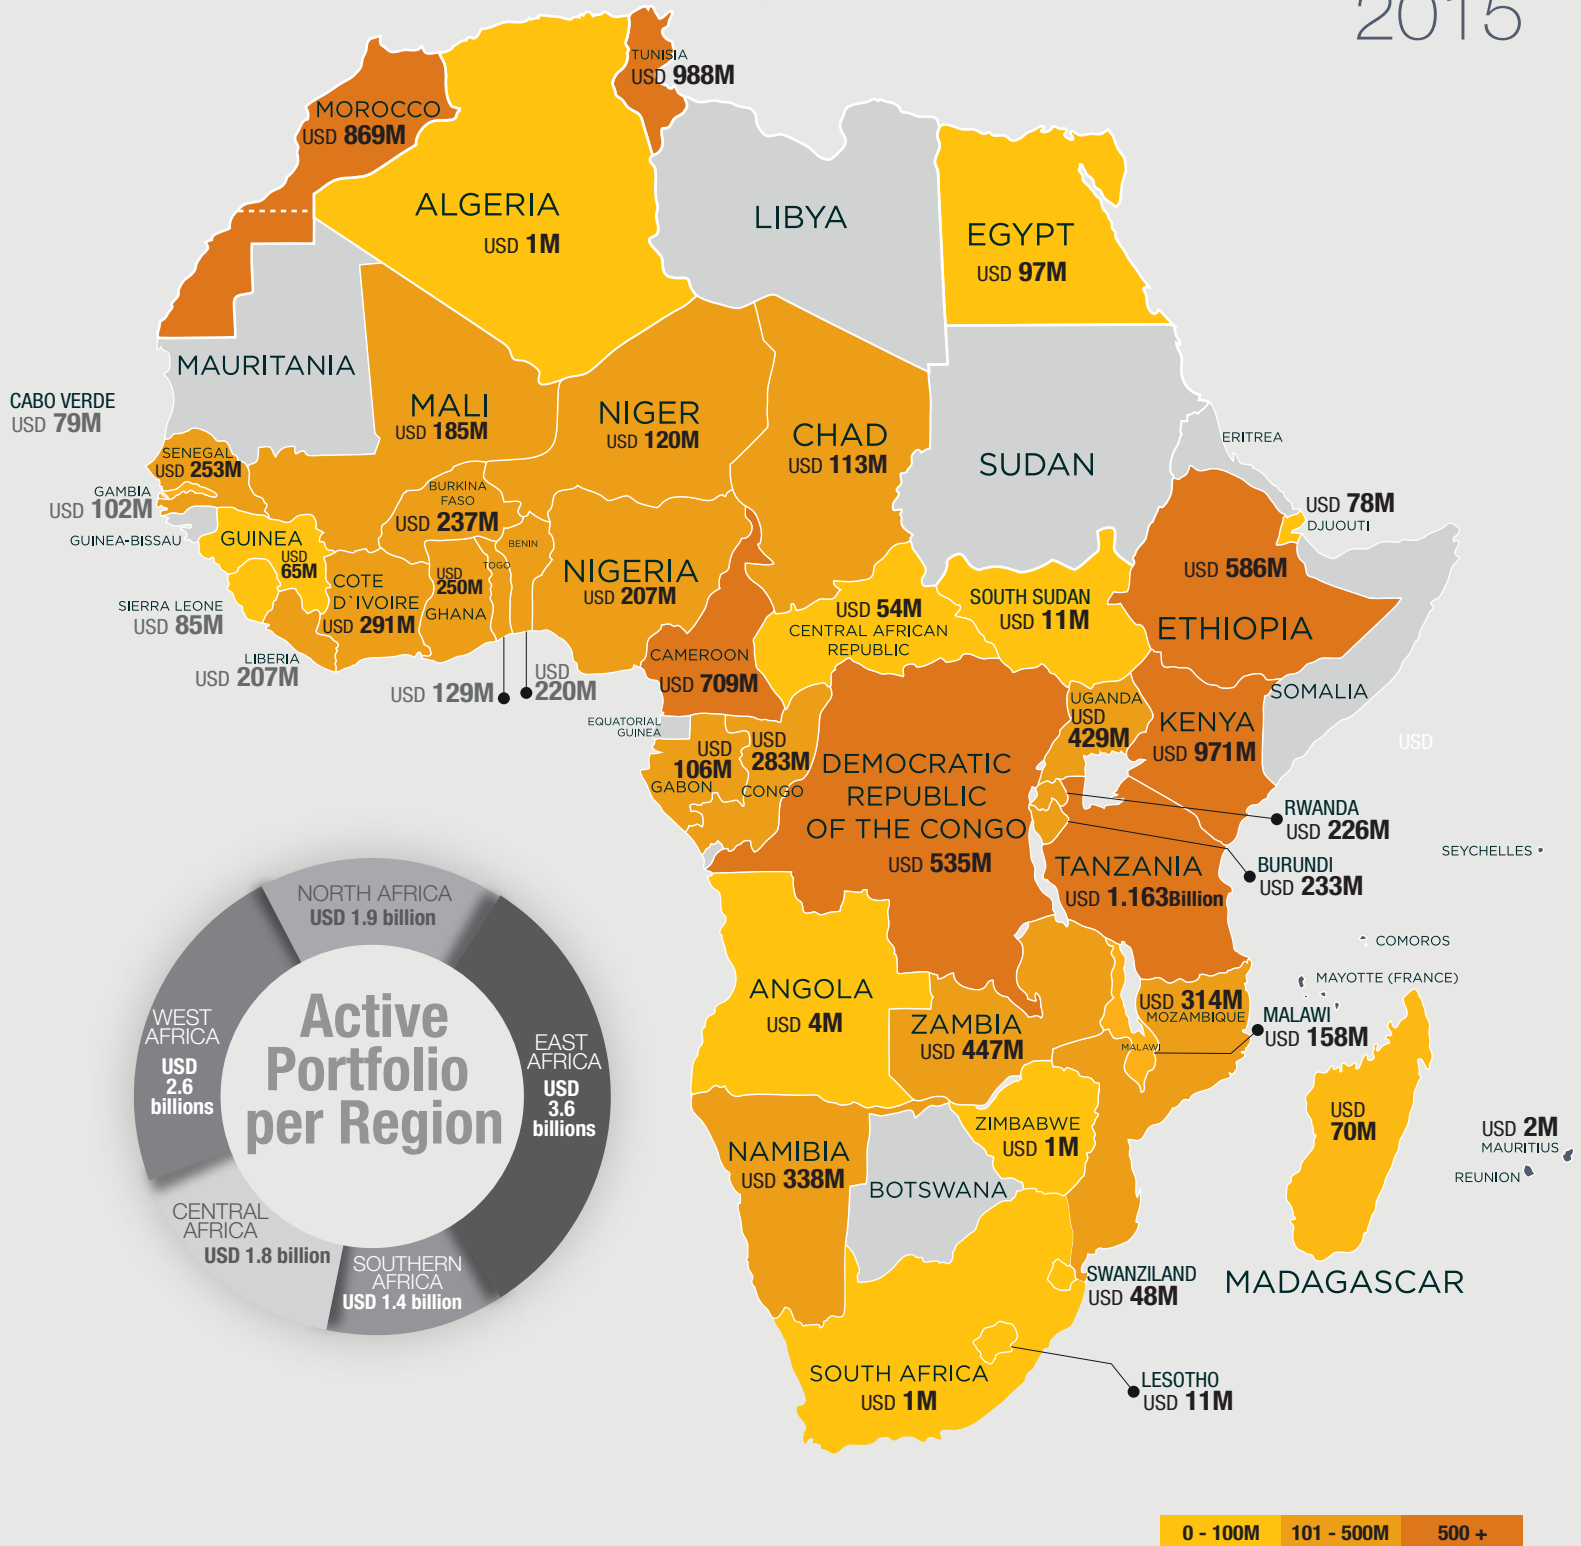 2015
TUNISIA
USD 988M
MOROCCO
USD 869M
ALGERIA
USD 1M
LIBYA
EGYPT
USD 97M
MAURITANIA
CABO VERDE
USD 79M
MALI
USD 185M
NIGER
USD 120M
CHAD
USD 113M
SUDAN
ERITREA
SENEGAL
USD 253M
GAMBIA
USD 102M
GUINEA-BISSAU
GUINEA
USD
65M
BURKINA
FASO
USD 237M
BENIN
TOGO
USD
250M
GHANA
COTE
D`IVOIRE
USD 291M
SIERRA LEONE
USD 85M
LIBERIA
USD 207M
USD 129M
USD
220M
NIGERIA
USD 207M
USD 78M
DJUOUTI
USD 586M
ETHIOPIA
SOUTH SUDAN
USD 11M
USD 54M
CENTRAL AFRICAN
REPUBLIC
CAMEROON
USD 709M
EQUATORIAL
GUINEA
USD
106M
GABON
USD
283M
CONGO
DEMOCRATIC
REPUBLIC
OF THE CONGO
USD 535M
UGANDA
USD
429M
KENYA
USD 971M
SOMALIA
USD
RWANDA
USD 226M
BURUNDI
USD 233M
TANZANIA
USD 1.163Billion
SEYCHELLES
COMOROS
MAYOTTE (FRANCE)
ANGOLA
USD 4M
ZAMBIA
USD 447M
USD 314M
MOZAMBIQUE
MALAWI
MALAWI
USD 158M
NAMIBIA
USD 338M
ZIMBABWE
USD 1M
BOTSWANA
USD
70M
MADAGASCAR
USD 2M
MAURITIUS
REUNION
SWANZILAND
USD 48M
SOUTH AFRICA
USD 1M
LESOTHO
USD 11M
NORTH AFRICA
USD 1.9 billion
WEST
AFRICA
USD
2.6
billions
Active
Portfolio
per Region
EAST
AFRICA
USD
3.6
billions
CENTRAL
AFRICA
USD 1.8 billion
SOUTHERN
AFRICA
USD 1.4 billion
0 - 100M 101 - 500M 500 +